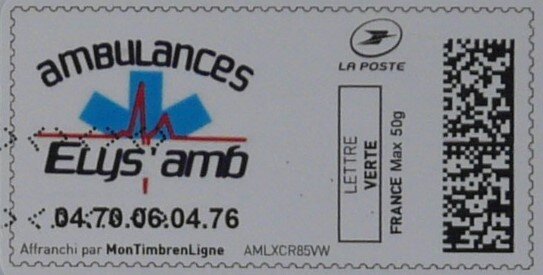 AMBULANCES
ELYS' amb
04.70.06.04.76
Affranchi par MonTimbrenLigne AMLXCR85VW
LA POSTE
LETTRE
VERTE
FRANCE Max 50g